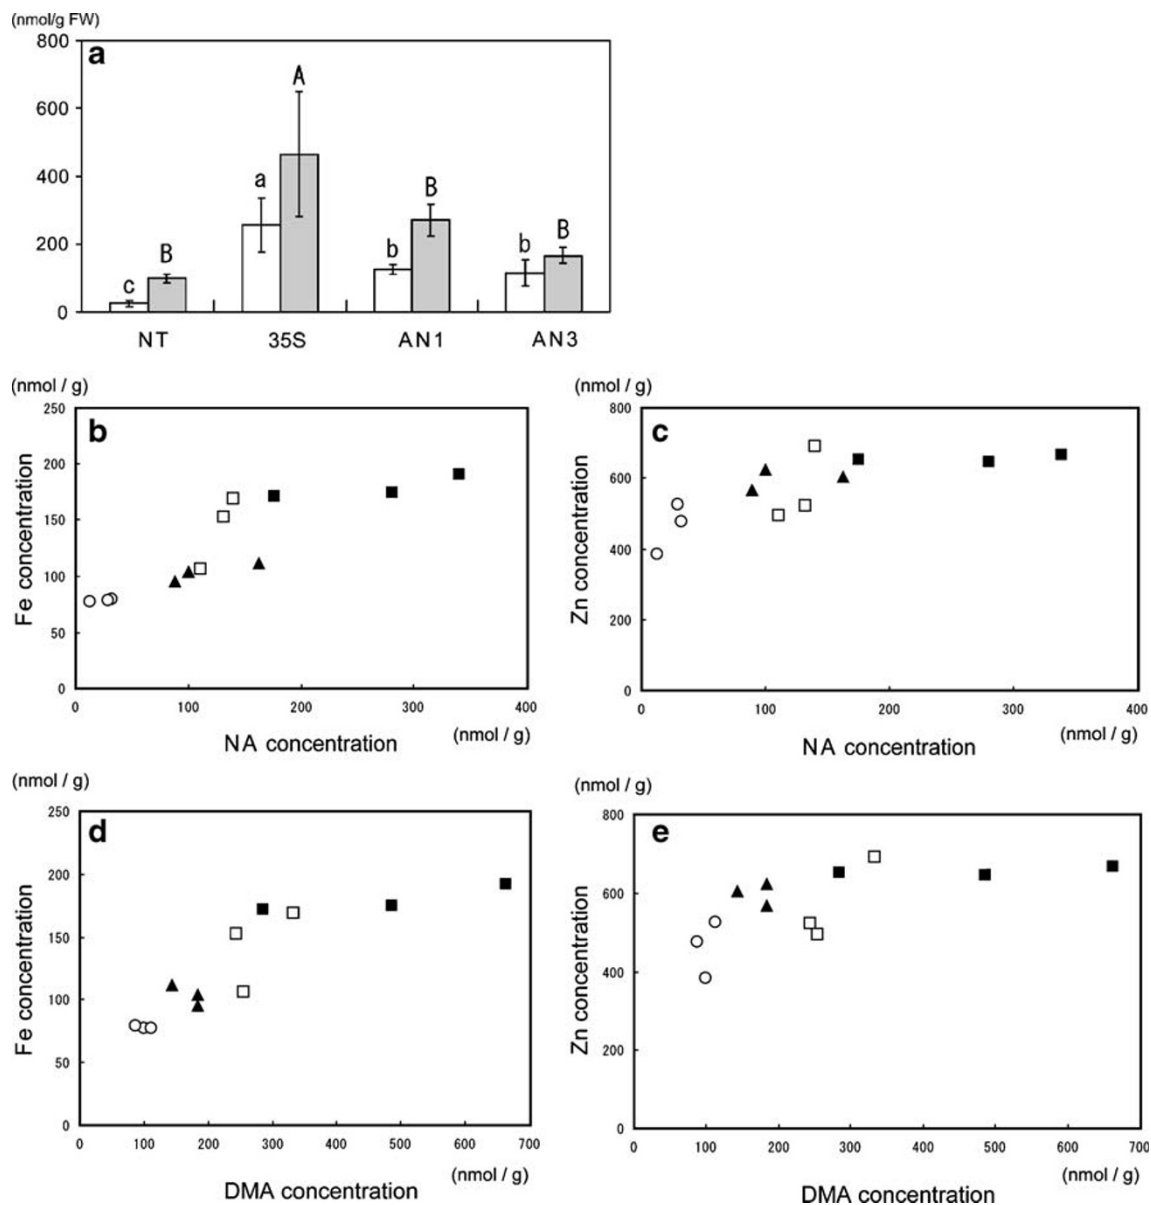 (nmol/g FW)
a
800
600
400
200
0
c B a A b B b B
NT 35S AN1 AN3
(nmol / g)
b
Fe concentration
250
200
150
100
50
0
0 100 200 300 400
NA concentration (nmol / g)
(nmol / g)
c
Zn concentration
800
600
400
200
0
0 100 200 300 400
NA concentration (nmol / g)
(nmol / g)
d
Fe concentration
250
200
150
100
50
0
0 100 200 300 400 500 600 700
DMA concentration (nmol / g)
(nmol / g)
e
Zn concentration
800
600
400
200
0
0 100 200 300 400 500 600 700
DMA concentration (nmol / g)